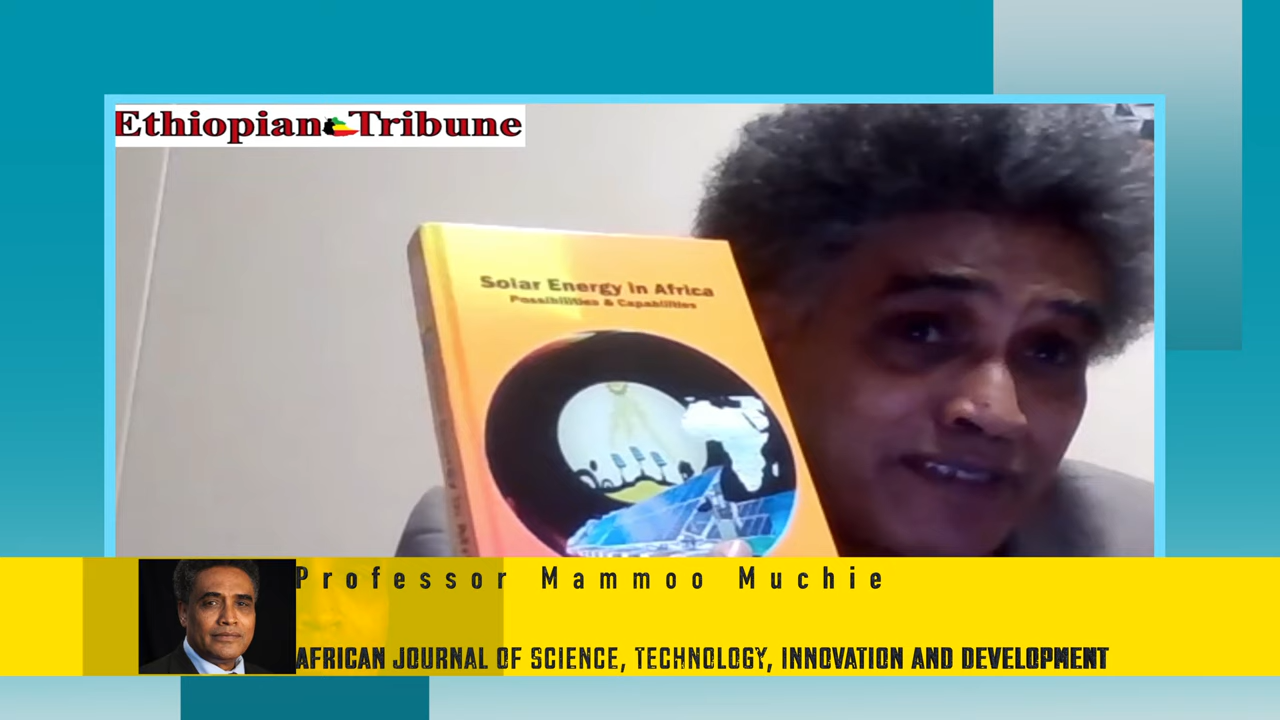 Ethiopian Tribune
Solar Energy in Africa
Possibilities & Capabilities
Professor Mammoo Muchie
AFRICAN JOURNAL OF SCIENCE, TECHNOLOGY, INNOVATION AND DEVELOPMENT